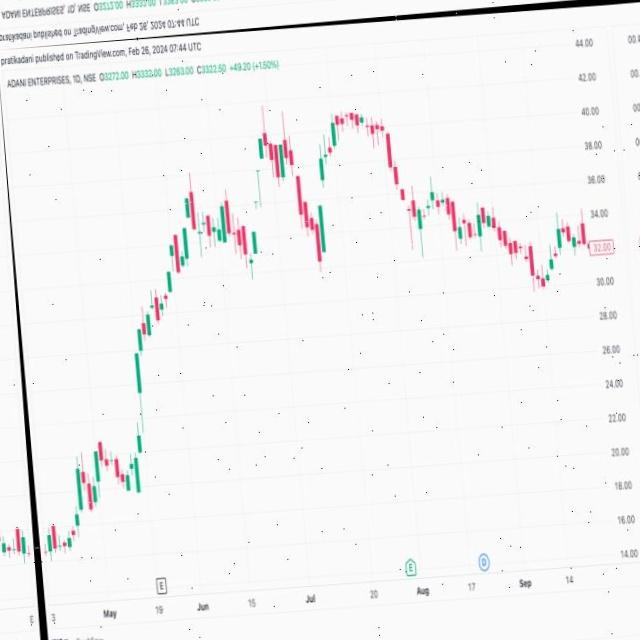 pratikadani published on TradingView.com, Feb 26, 2024 07:44 UTC
ADANI ENTERPRISES, 1D, NSE O3272.00 H3333.00 L3263.00 C3322.50 +49.20 (+1.50%)
44.00
42.00
40.00
38.00
36.08
34.00
32.00
30.00
28.00
26.00
24.00
22.00
20.00
18.00
16.00
14.00
E
E
D
May 19 Jun 15 Jul 20 Aug 17 Sep 14